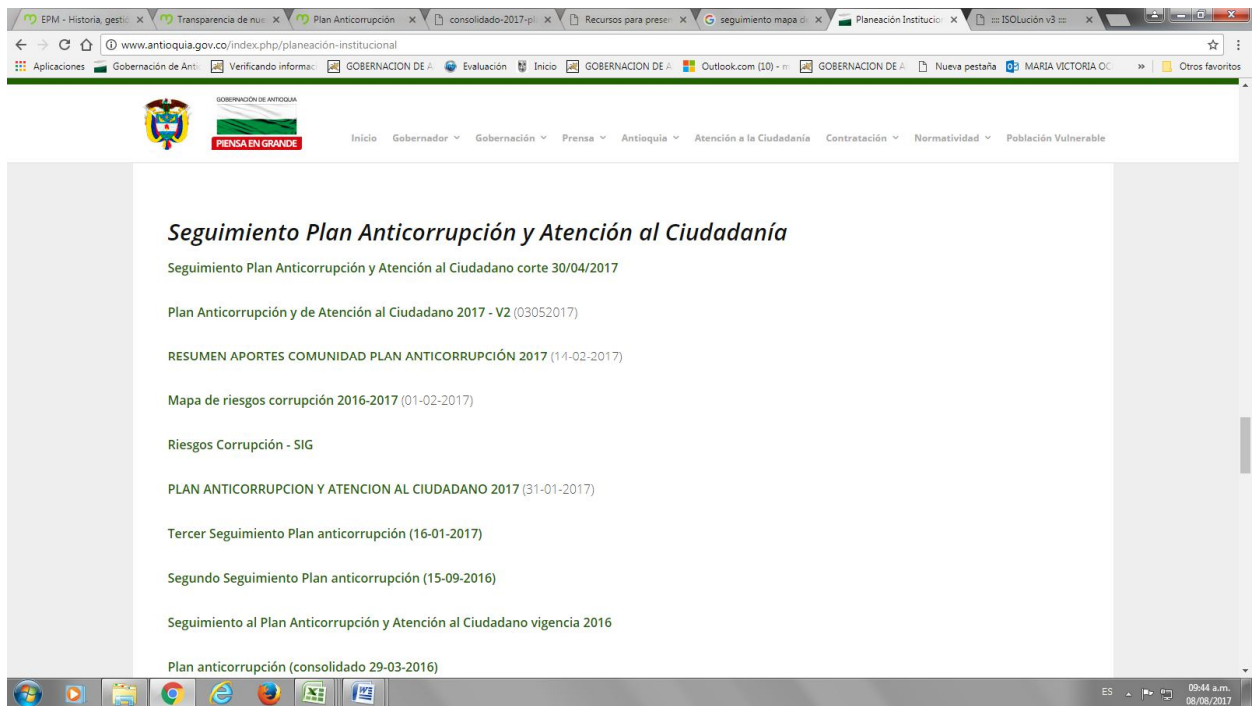 EPM - Historia, gestió
Transparencia de nue
Plan Anticorrupción
consolidado-2017-pl
Recursos para presen
seguimiento mapa d
Planeación Institucion
::: ISOLución v3 :::
www.antioquia.gov.co/index.php/planeación-institucional
Aplicaciones
Gobernación de Anti
Verificando informac
GOBERNACION DE A
Evaluación
Inicio
GOBERNACION DE A
Outlook.com (10) - m
GOBERNACION DE A
Nueva pestaña
MARIA VICTORIA OC
»
Otros favoritos
GOBERNACIÓN DE ANTIOQUIA
PIENSA EN GRANDE
Inicio Gobernador Gobernación Prensa Antioquia Atención a la Ciudadanía Contratación Normatividad Población Vulnerable
Seguimiento Plan Anticorrupción y Atención al Ciudadanía
Seguimiento Plan Anticorrupción y Atención al Ciudadano corte 30/04/2017
Plan Anticorrupción y de Atención al Ciudadano 2017 - V2 (03052017)
RESUMEN APORTES COMUNIDAD PLAN ANTICORRUPCIÓN 2017 (14-02-2017)
Mapa de riesgos corrupción 2016-2017 (01-02-2017)
Riesgos Corrupción - SIG
PLAN ANTICORRUPCION Y ATENCION AL CIUDADANO 2017 (31-01-2017)
Tercer Seguimiento Plan anticorrupción (16-01-2017)
Segundo Seguimiento Plan anticorrupción (15-09-2016)
Seguimiento al Plan Anticorrupción y Atención al Ciudadano vigencia 2016
Plan anticorrupción (consolidado 29-03-2016)
ES
09:44 a.m.
08/08/2017